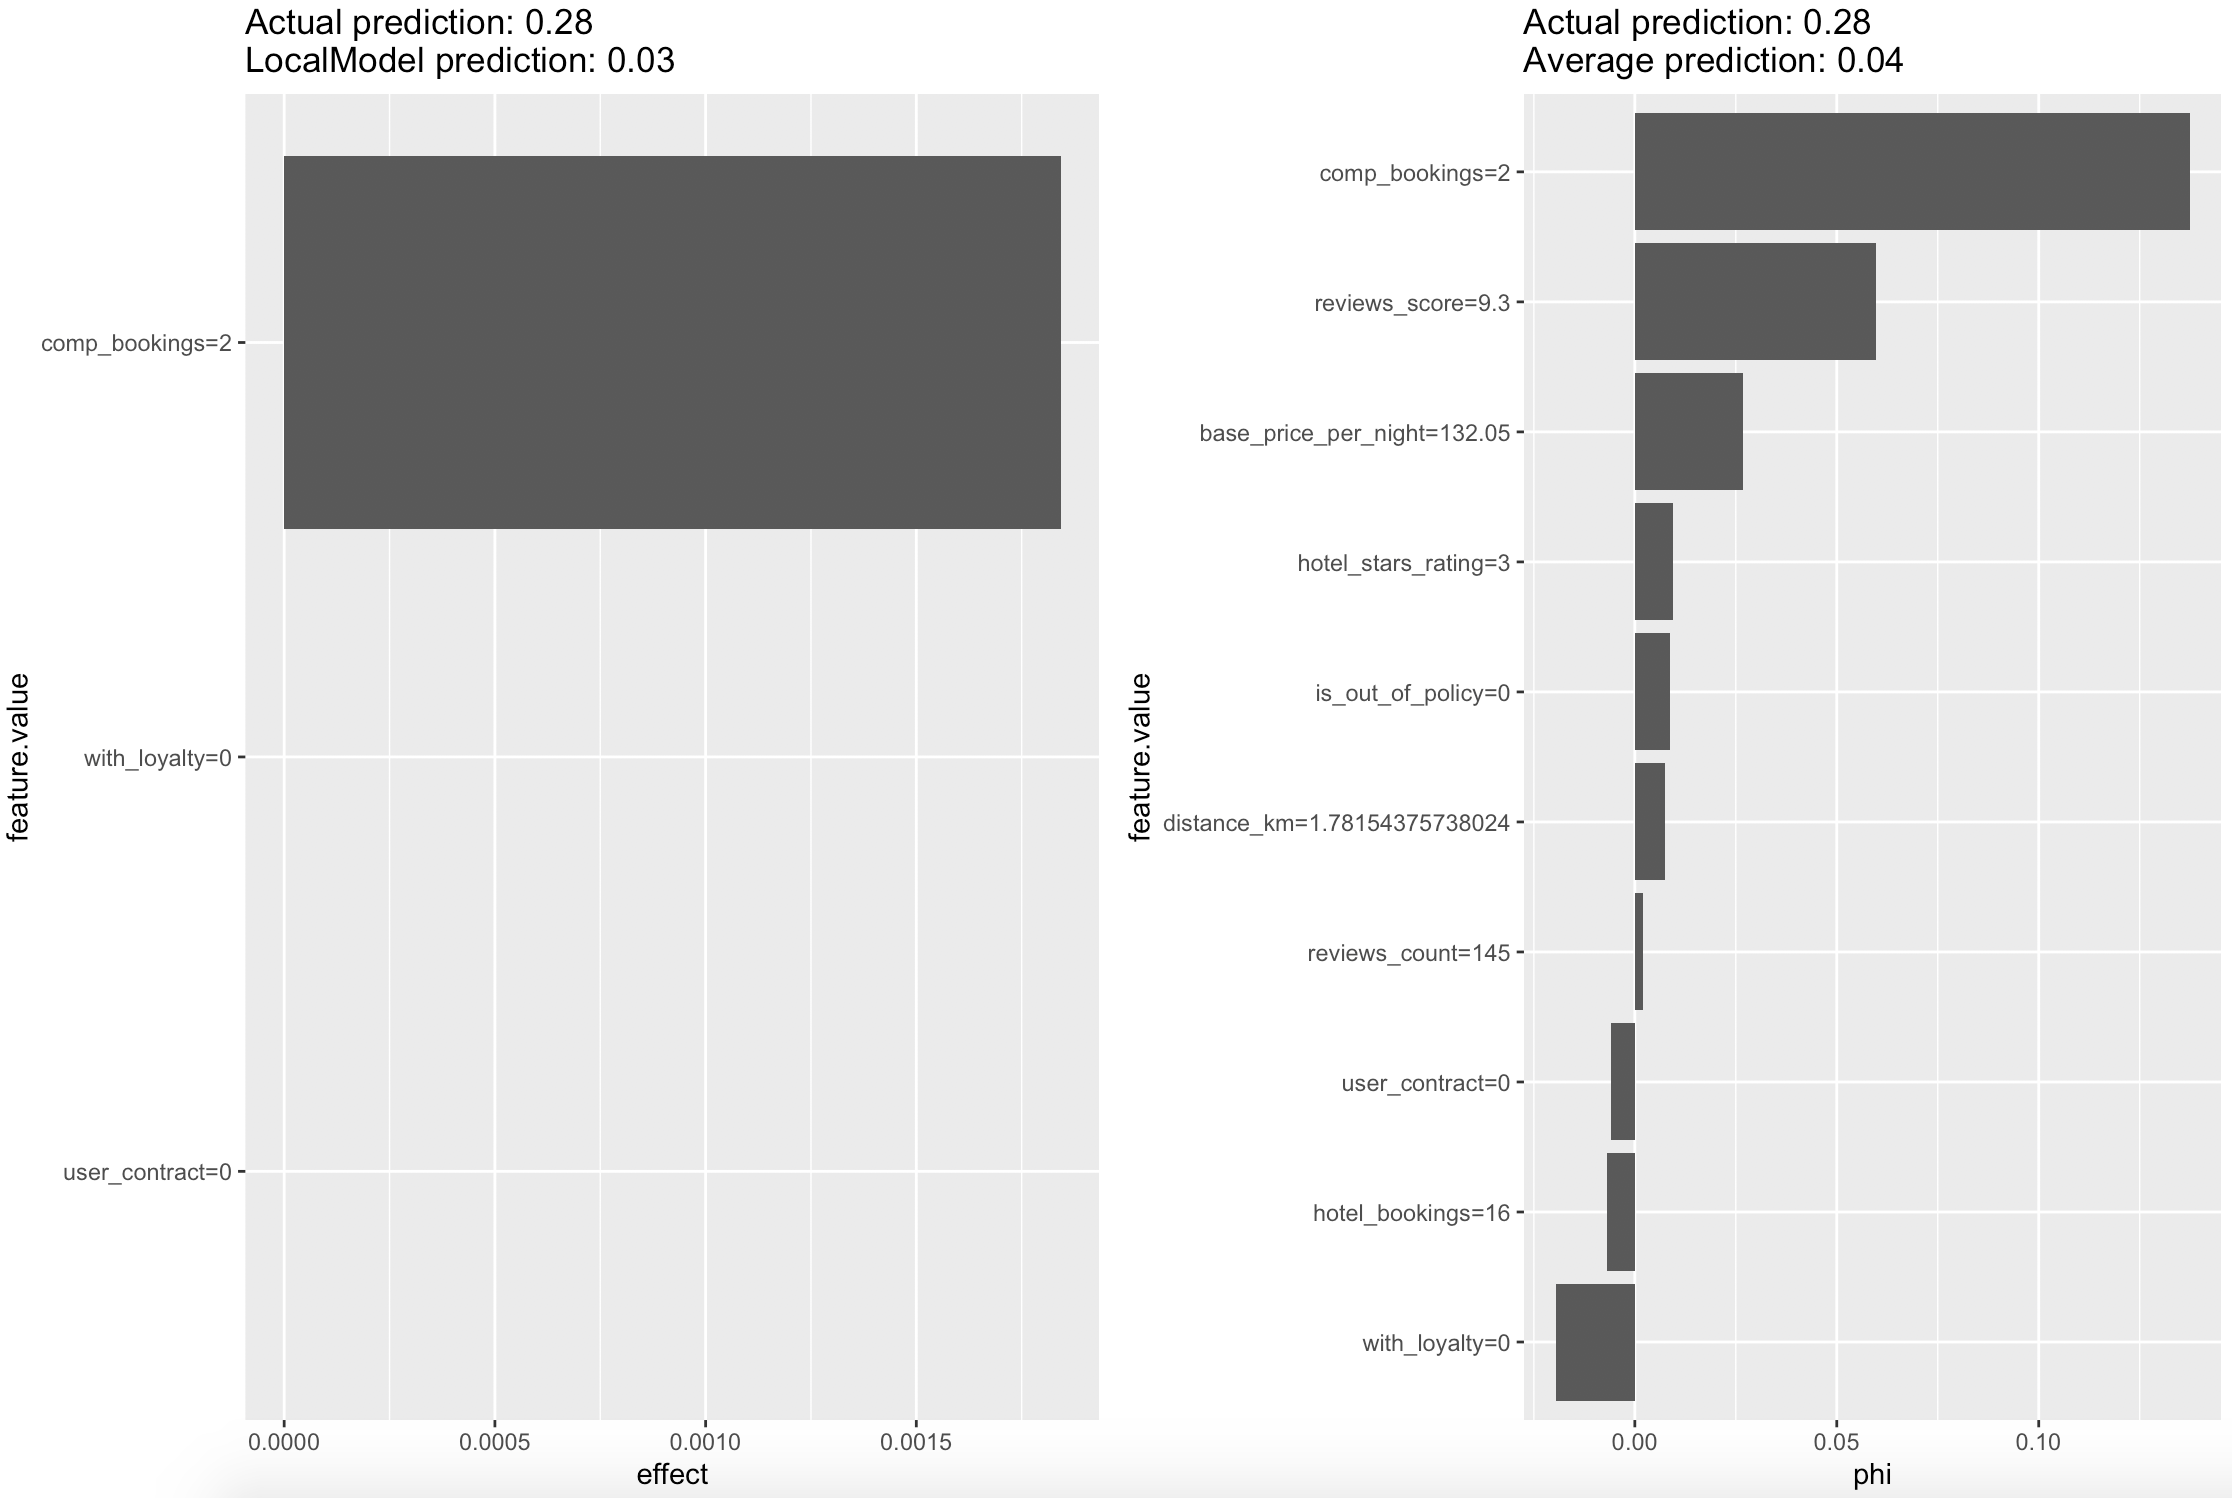 Actual prediction: 0.28
LocalModel prediction: 0.03
feature.value
comp_bookings=2
with_loyalty=0
user_contract=0
0.0000
0.0005
0.0010
0.0015
effect
Actual prediction: 0.28
Average prediction: 0.04
feature.value
comp_bookings=2
reviews_score=9.3
base_price_per_night=132.05
hotel_stars_rating=3
is_out_of_policy=0
distance_km=1.78154375738024
reviews_count=145
user_contract=0
hotel_bookings=16
with_loyalty=0
0.00
0.05
0.10
phi